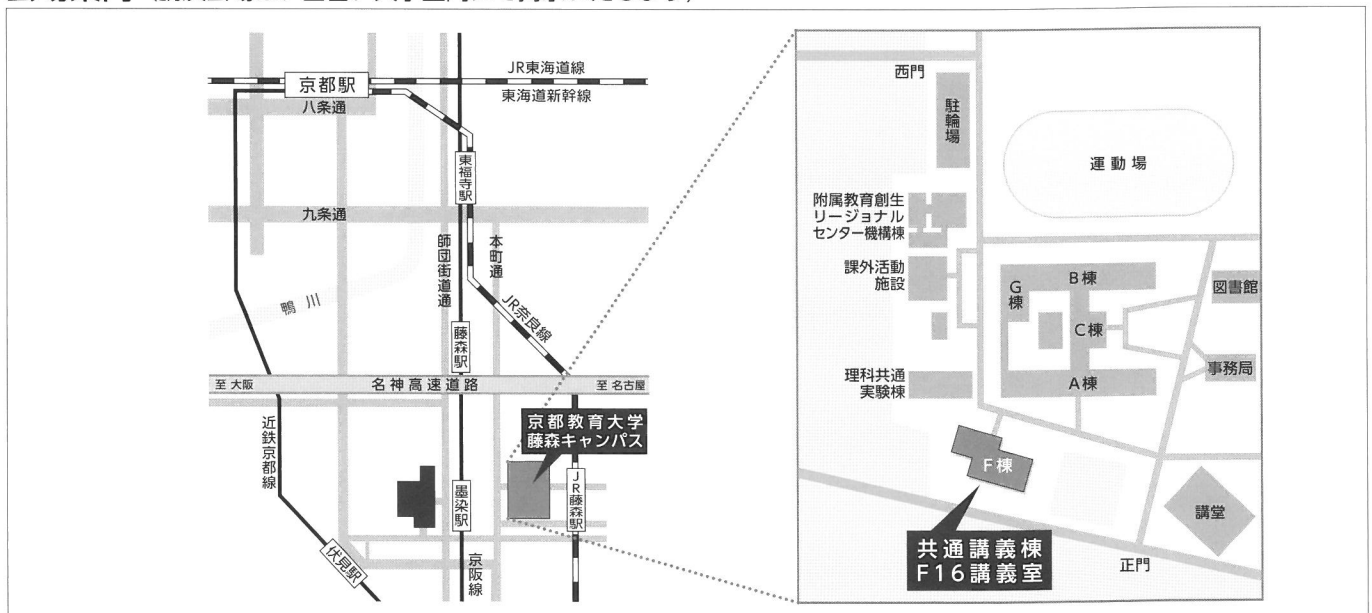 JR東海道線
京都駅
東海道新幹線
八条通
東福寺駅
九条通
師団街道通
本町通
鴨川
JR奈良線
藤森駅
至 大阪
名神高速道路
至 名古屋
近鉄京都線
京都教育大学
藤森キャンパス
墨染駅
JR藤森駅
伏見駅
京阪線
西門
駐輪場
運動場
附属教育創生
リージョナル
センター機構棟
課外活動
施設
B棟
G棟
図書館
C棟
事務局
理科共通
実験棟
A棟
F棟
講堂
共通講義棟
F16講義室
正門